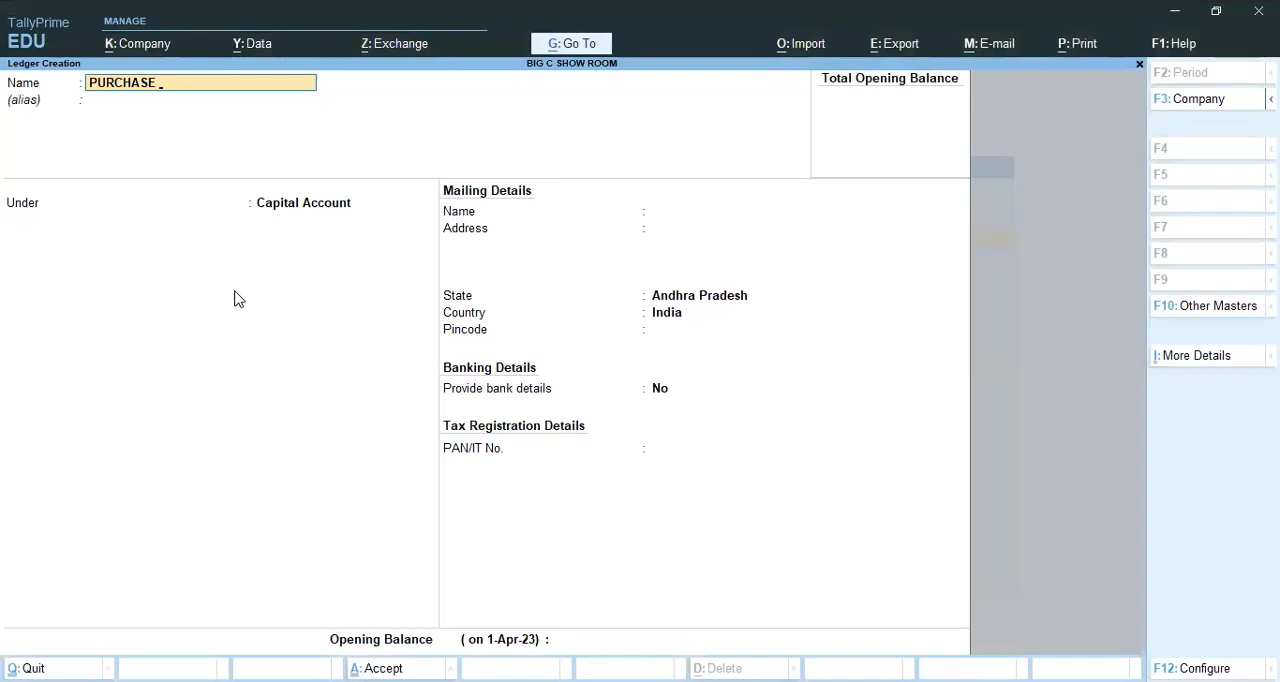 TallyPrime
EDU
MANAGE
K: Company
Y: Data
Z: Exchange
G: Go To
O: Import
E: Export
M: E-mail
P: Print
F1: Help
Ledger Creation
BIG C SHOW ROOM
Name : PURCHASE
(alias) :
Total Opening Balance
Under : Capital Account
Mailing Details
Name :
Address :
State : Andhra Pradesh
Country : India
Pincode :
Banking Details
Provide bank details : No
Tax Registration Details
PAN/IT No. :
Opening Balance ( on 1-Apr-23) :
F2: Period
F3: Company
F4
F5
F6
F7
F8
F9
F10: Other Masters
I: More Details
Q: Quit
A: Accept
D: Delete
F12: Configure